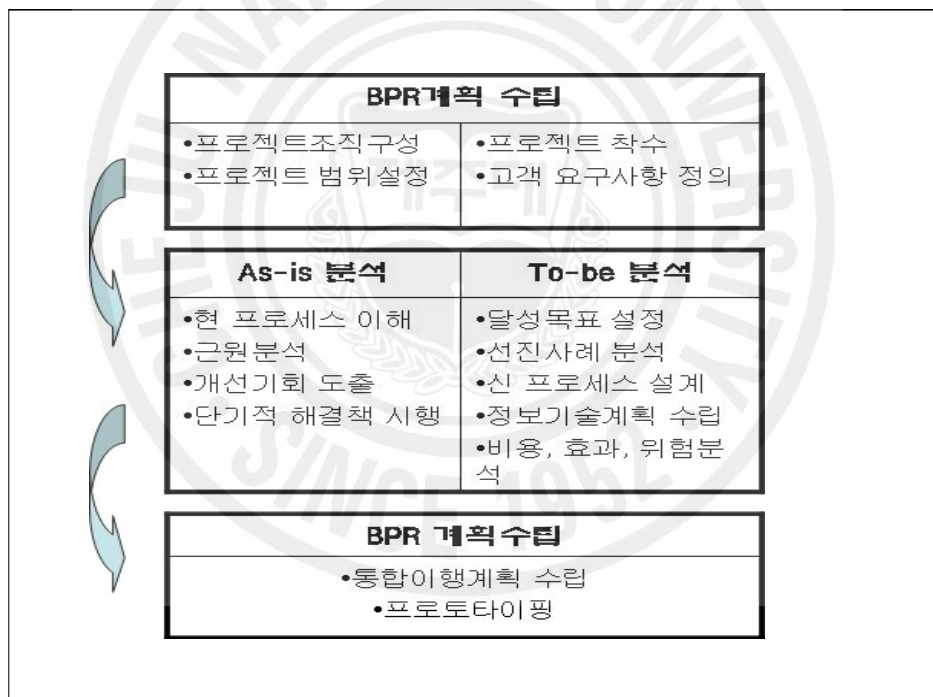 BPR계획 수립
•프로젝트조직구성
•프로젝트 범위설정
•프로젝트 착수
•고객 요구사항 정의
As-is 분석
•현 프로세스 이해
•근원분석
•개선기회 도출
•단기적 해결책 시행
To-be 분석
•달성목표 설정
•선진사례 분석
•신 프로세스 설계
•정보기술계획 수립
•비용, 효과, 위험분
석
BPR 계획수립
•통합이행계획 수립
•프로토타이핑
제주대
UNIVERSITY
SINCE 1952